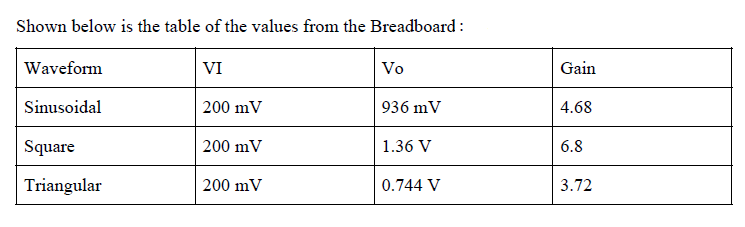 Shown below is the table of the values from the Breadboard :
Waveform VI Vo Gain
Sinusoidal 200 mV 936 mV 4.68
Square 200 mV 1.36 V 6.8
Triangular 200 mV 0.744 V 3.72